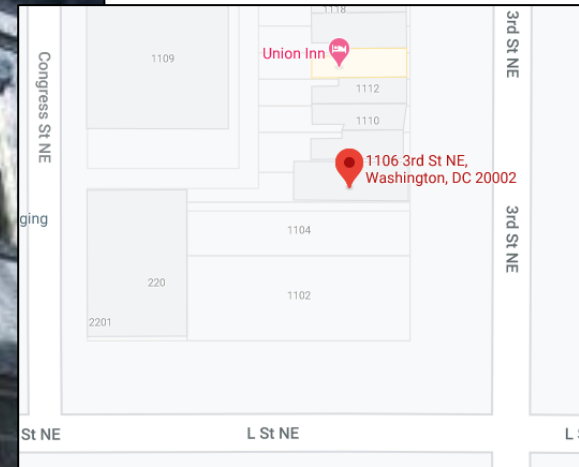 1118
3rd St NE
Union Inn
1109
Congress St NE
1112
1110
1106 3rd St NE,
Washington, DC 20002
3rd St NE
ging
1104
220
1102
2201
St NE
L St NE
L